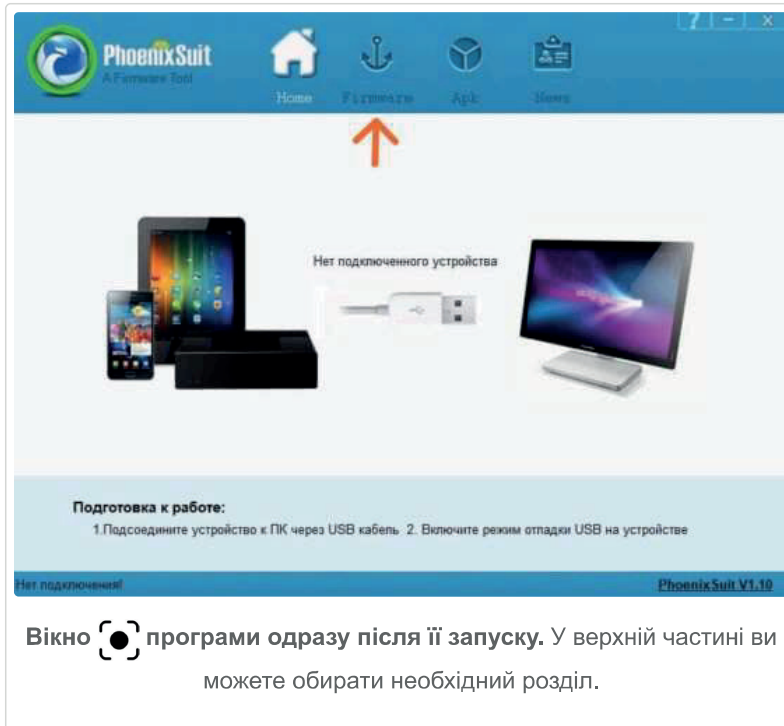 ? – x
PhoenixSuit
A Firmware Tool
Home Firmware Apk News
Нет подключенного устройства
Подготовка к работе:
1.Подсоедините устройство к ПК через USB кабель 2. Включите режим отладки USB на устройстве
Нет подключения! PhoenixSuit V1.10
Вікно програми одразу після її запуску. У верхній частині ви
можете обирати необхідний розділ.